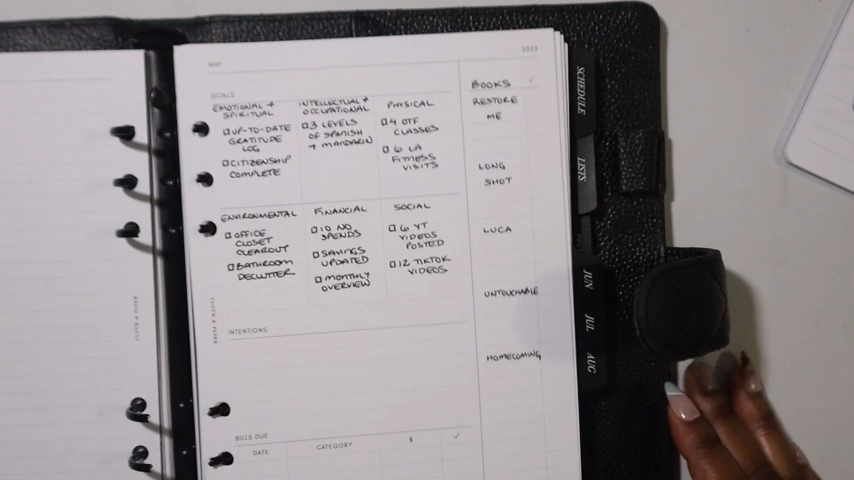 MAY
2023
GOALS
EMOTIONAL +
SPIRITUAL
UP-TO-DATE
GRATITUDE
LOG
CITIZENSHIP
COMPLETE
INTELLECTUAL +
OCCUPATIONAL
3 LEVELS
OF SPANISH
+ MANDARIN
PHYSICAL
4 OTF
CLASSES
6 LA
FITNESS
VISITS
ENVIRONMENTAL
OFFICE
CLOSET
CLEAROUT
BATHROOM
DECLUTTER
FINANCIAL
10 NO
SPENDS
SAVINGS
UPDATED
MONTHLY
OVERVIEW
SOCIAL
6 YT
VIDEOS
POSTED
12 TIKTOK
VIDEOS
BOOKS
RESTORE
ME
LONG
SHOT
LUCA
UNTOUCHABLE
HOMECOMING
INTENTIONS
BILLS DUE
DATE
CATEGORY
$
SCHEDULE
LISTS
JUN
JUL
AUG